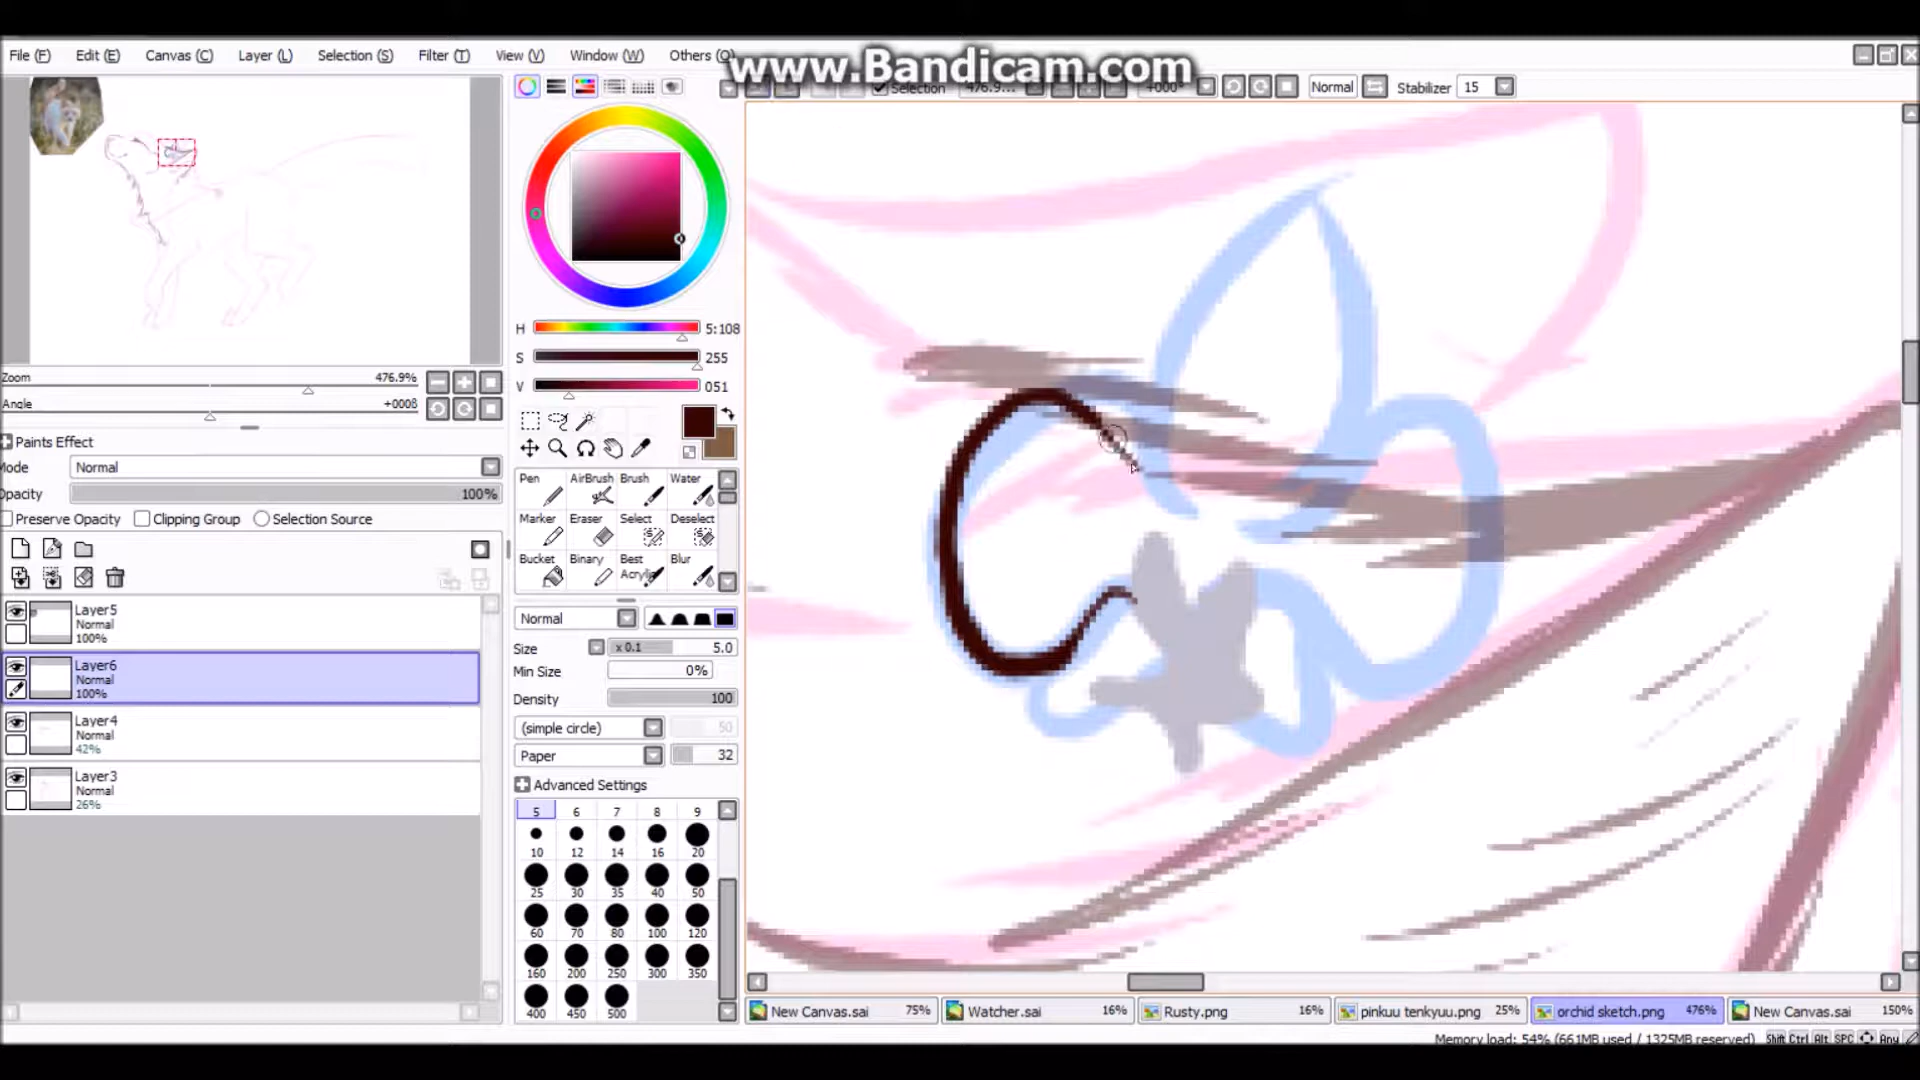 www.Bandicam.com
File (F) Edit (E) Canvas (C) Layer (L) Selection (S) Filter (T) View (V) Window (W) Others (O)
Selection 476.9... +000° Normal Stabilizer 15
Zoom 476.9%
Angle +000ß
Paints Effect
Mode Normal
Opacity 100%
Preserve Opacity Clipping Group Selection Source
Layer5
Normal
100%
Layer6
Normal
100%
Layer4
Normal
42%
Layer3
Normal
26%
H 5:108
S 255
V 051
Pen AirBrush Brush Water
Marker Eraser Select Deselect
Bucket Binary Best Acrylic Blur
Normal
Size x 0.1 5.0
Min Size 0%
Density 100
(simple circle) 50
Paper 32
Advanced Settings
5 6 7 8 9
10 12 14 16 20
25 30 35 40 50
60 70 80 100 120
160 200 250 300 350
400 450 500
New Canvas.sai 75% Watcher.sai 16% Rusty.png 16% pinkuu tenkyuu.png 25% orchid sketch.png 476% New Canvas.sai 150%
Memory load: 54% (661MB used / 1325MB reserved) Shift Ctrl Alt SPC Any